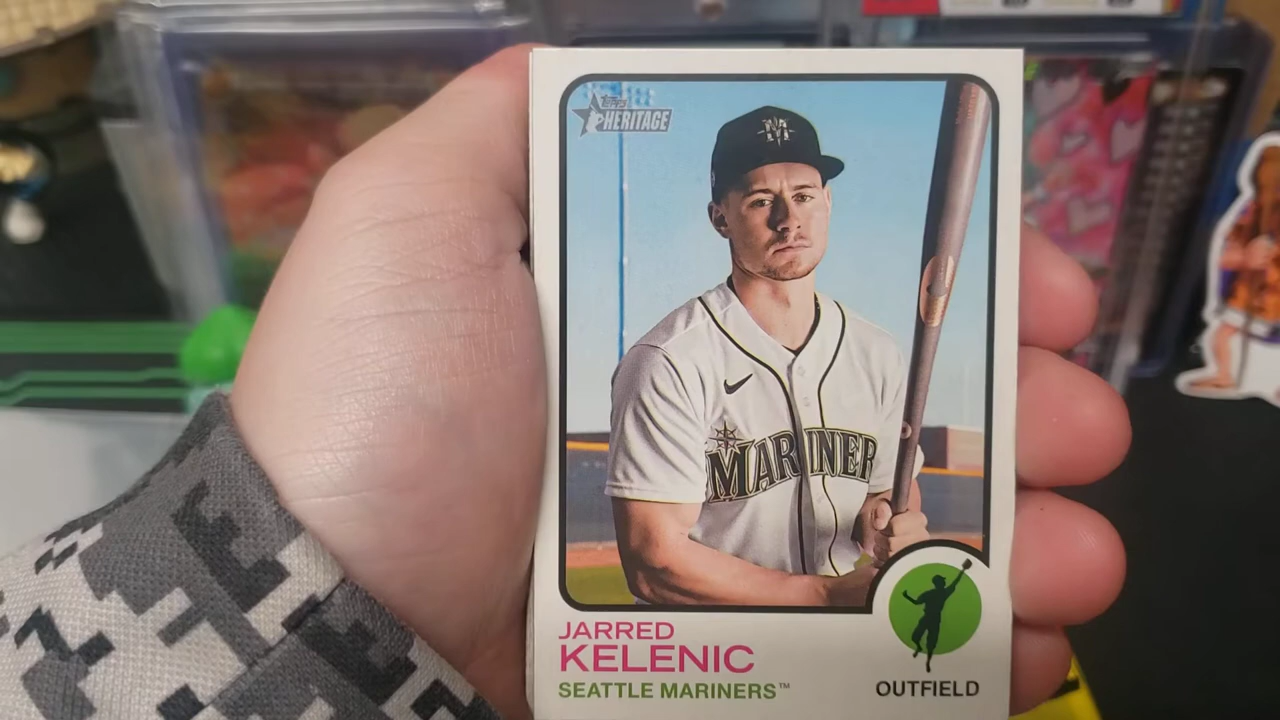 Topps
HERITAGE
M
MARINERS
JARRED
KELENIC
SEATTLE MARINERS™
OUTFIELD